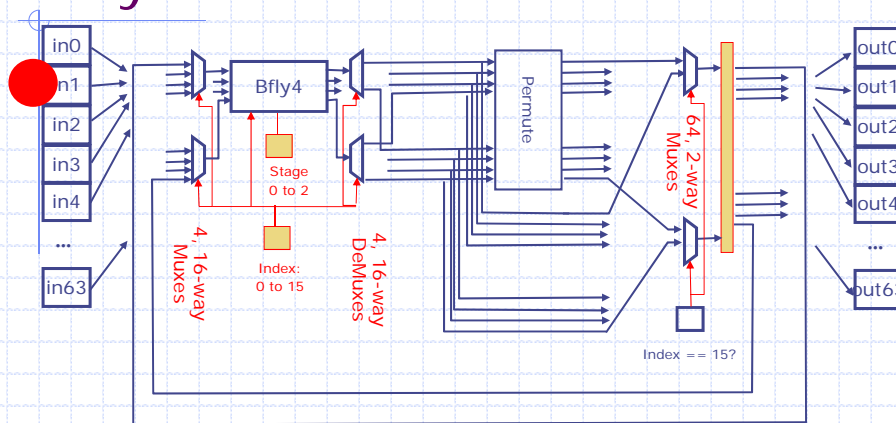 in0
in1
in2
in3
in4
...
in63
Bfly4
Stage
0 to 2
Index:
0 to 15
4, 16-way
Muxes
4, 16-way
DeMuxes
Permute
64, 2-way
Muxes
Index == 15?
out0
out1
out2
out3
out4
...
out63